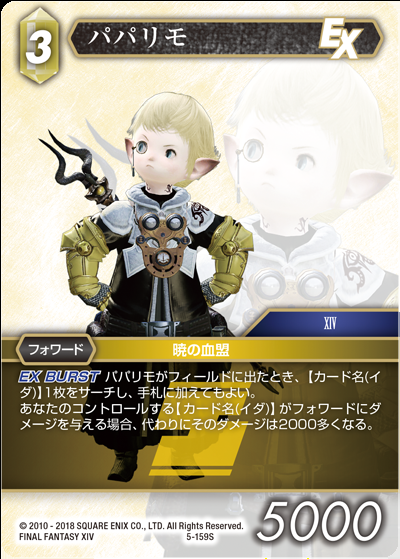 3
パパリモ
EX
XIV
フォワード
暁の血盟
EX BURST パパリモがフィールドに出たとき、【カード名(イ
ダ)】1枚をサーチし、手札に加えてもよい。
あなたのコントロールする【カード名(イダ)】がフォワードにダ
メージを与える場合、代わりにそのダメージは2000多くなる。
© 2010 - 2018 SQUARE ENIX CO., LTD. All Rights Reserved.
FINAL FANTASY XIV
5-159S
5000